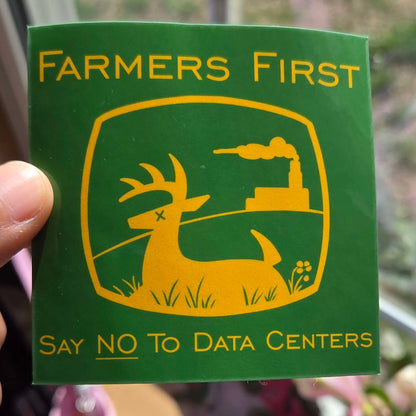 Farmers First
Say NO To Data Centers